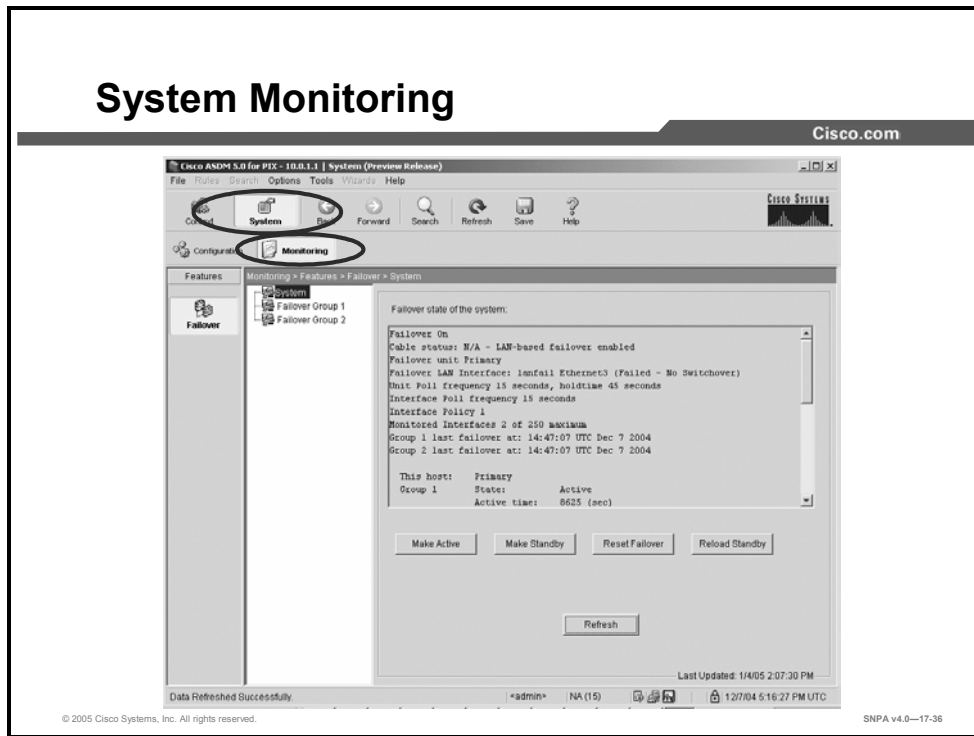 System Monitoring
Cisco.com
Cisco ASDM 5.0 for PIX - 10.0.1.1 | System (Preview Release)
File Rules Search Options Tools Wizards Help
Context System Back Forward Search Refresh Save Help
CISCO SYSTEMS
Configuration Monitoring
Features
Monitoring > Features > Failover > System
Failover
System
Failover Group 1
Failover Group 2
Failover state of the system:
Failover On
Cable status: N/A - LAN-based failover enabled
Failover unit Primary
Failover LAN Interface: lanfail Ethernet3 (Failed - No Switchover)
Unit Poll frequency 15 seconds, holdtime 45 seconds
Interface Poll frequency 15 seconds
Interface Policy 1
Monitored Interfaces 2 of 250 maximum
Group 1 last failover at: 14:47:07 UTC Dec 7 2004
Group 2 last failover at: 14:47:07 UTC Dec 7 2004
This host: Primary
Group 1 State: Active
Active time: 8625 (sec)
Make Active Make Standby Reset Failover Reload Standby
Refresh
Last Updated: 1/4/05 2:07:30 PM
Data Refreshed Successfully. <admin> NA (15) 12/7/04 5:16:27 PM UTC
© 2005 Cisco Systems, Inc. All rights reserved.
SNPA v4.0—17-36